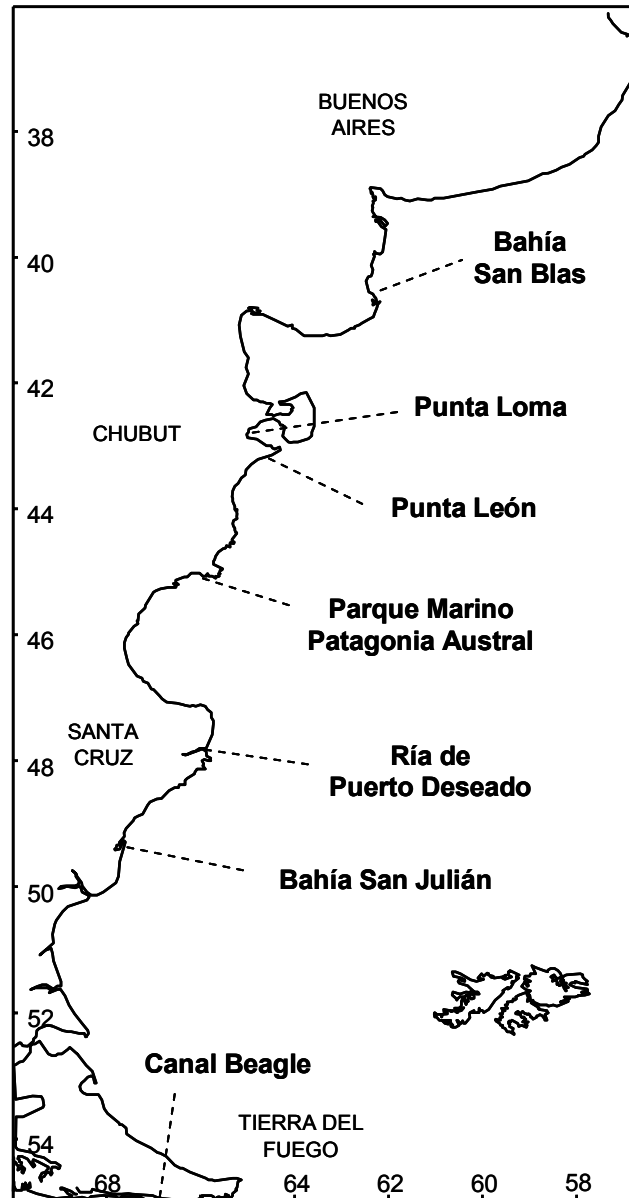 BUENOS
AIRES
38
Bahía
San Blas
40
42
Punta Loma
CHUBUT
Punta León
44
Parque Marino
Patagonia Austral
46
SANTA
CRUZ
Ría de
Puerto Deseado
48
Bahía San Julián
50
52
Canal Beagle
TIERRA DEL
FUEGO
54
68
64
62
60
58